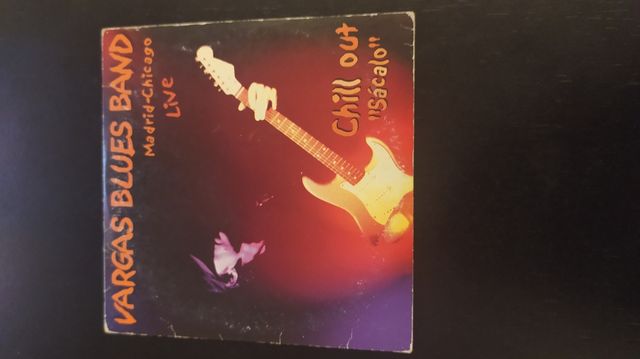 VARGAS BLUES BAND
Madrid-Chicago
Live
Chill out
"Sácalo"